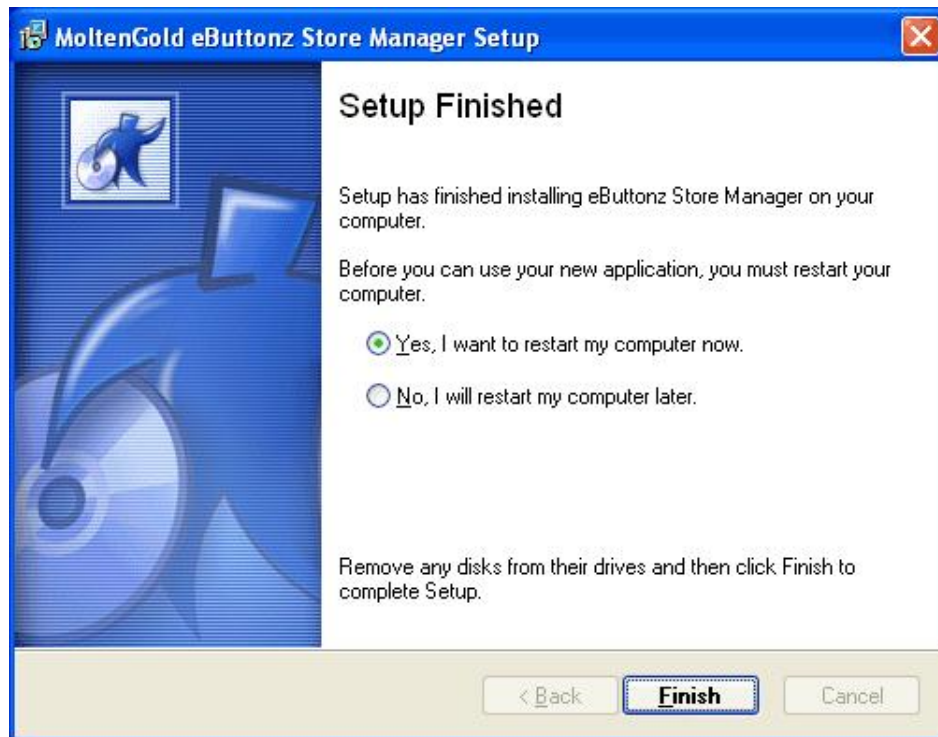 MoltenGold eButtonz Store Manager Setup
Setup Finished
Setup has finished installing eButtonz Store Manager on your
computer.
Before you can use your new application, you must restart your
computer.
Yes, I want to restart my computer now.
No, I will restart my computer later.
Remove any disks from their drives and then click Finish to
complete Setup.
< Back Finish Cancel